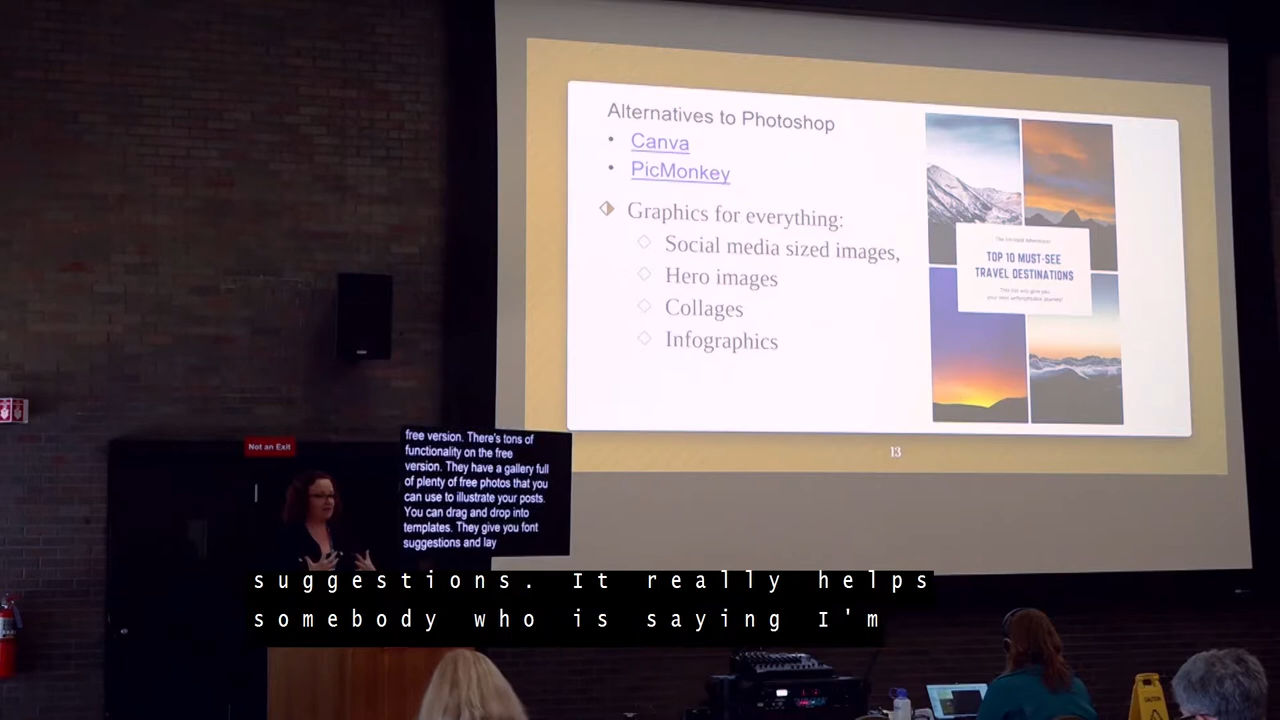 Alternatives to Photoshop
• Canva
• PicMonkey
Graphics for everything:
Social media sized images,
Hero images
Collages
Infographics
TOP 10 MUST-SEE
TRAVEL DESTINATIONS
13
Not an Exit
free version. There's tons of
functionality on the free
version. They have a gallery full
of plenty of free photos that you
can use to illustrate your posts.
You can drag and drop into
templates. They give you font
suggestions and lay
suggestions. It really helps
somebody who is saying I'm
CAUTION